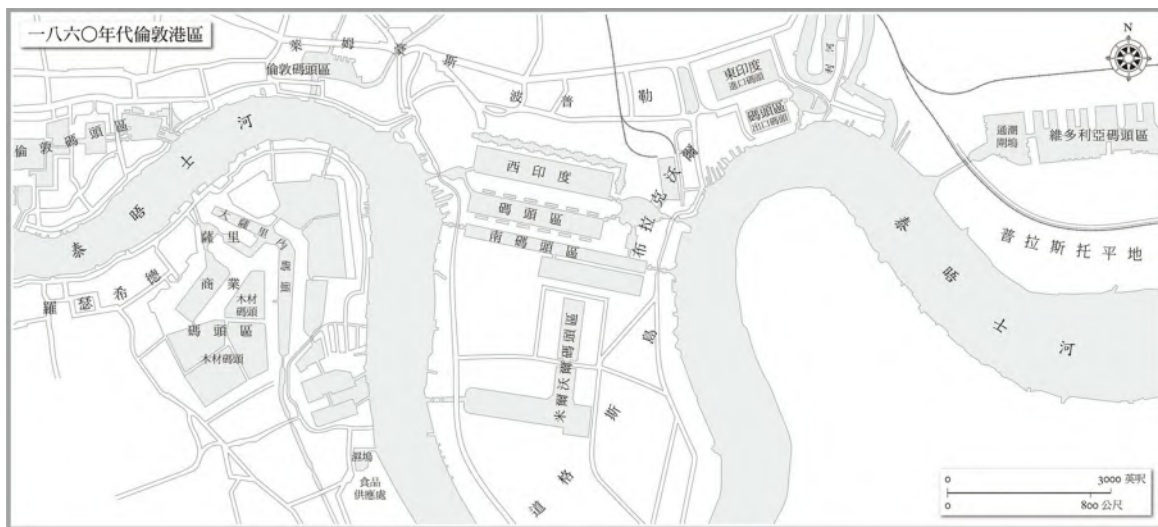 一八六〇年代倫敦港區
N
萊姆豪斯
倫敦碼頭區
波普勒
東印度
進口碼頭
碼頭區
出口碼頭
利河
通潮
閘塢
維多利亞碼頭區
倫敦碼頭區
泰晤士河
西印度
碼頭區
南碼頭區
布拉克沃爾
泰晤士河
普拉斯托平地
大薩里內
薩里
商業
碼頭區
木材
碼頭
木材碼頭
羅瑟希德
米爾沃爾碼頭區
道格斯島
濕塢
食品
供應處
0 3000 英呎
0 800 公尺